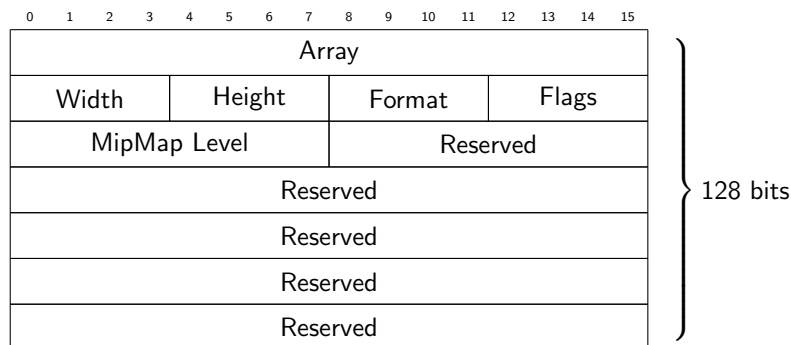 0 1 2 3 4 5 6 7 8 9 10 11 12 13 14 15
Array
Width Height Format Flags
MipMap Level Reserved
Reserved
128 bits
Reserved
Reserved
Reserved